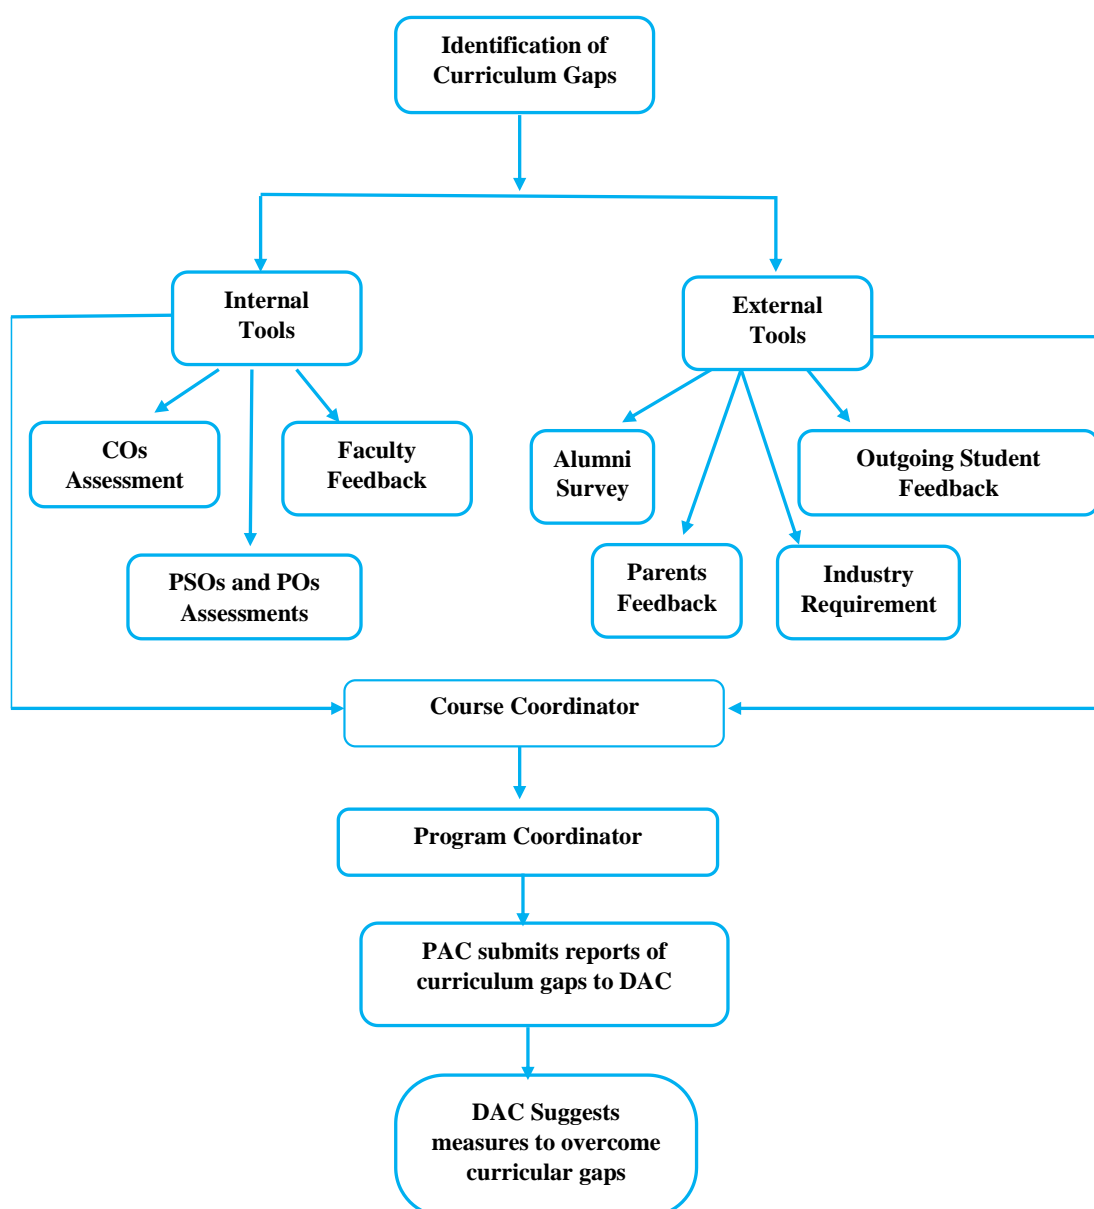 Identification of
Curriculum Gaps
Internal
Tools
External
Tools
COs
Assessment
Faculty
Feedback
Alumni
Survey
Outgoing Student
Feedback
PSOs and POs
Assessments
Parents
Feedback
Industry
Requirement
Course Coordinator
Program Coordinator
PAC submits reports of
curriculum gaps to DAC
DAC Suggests
measures to overcome
curricular gaps